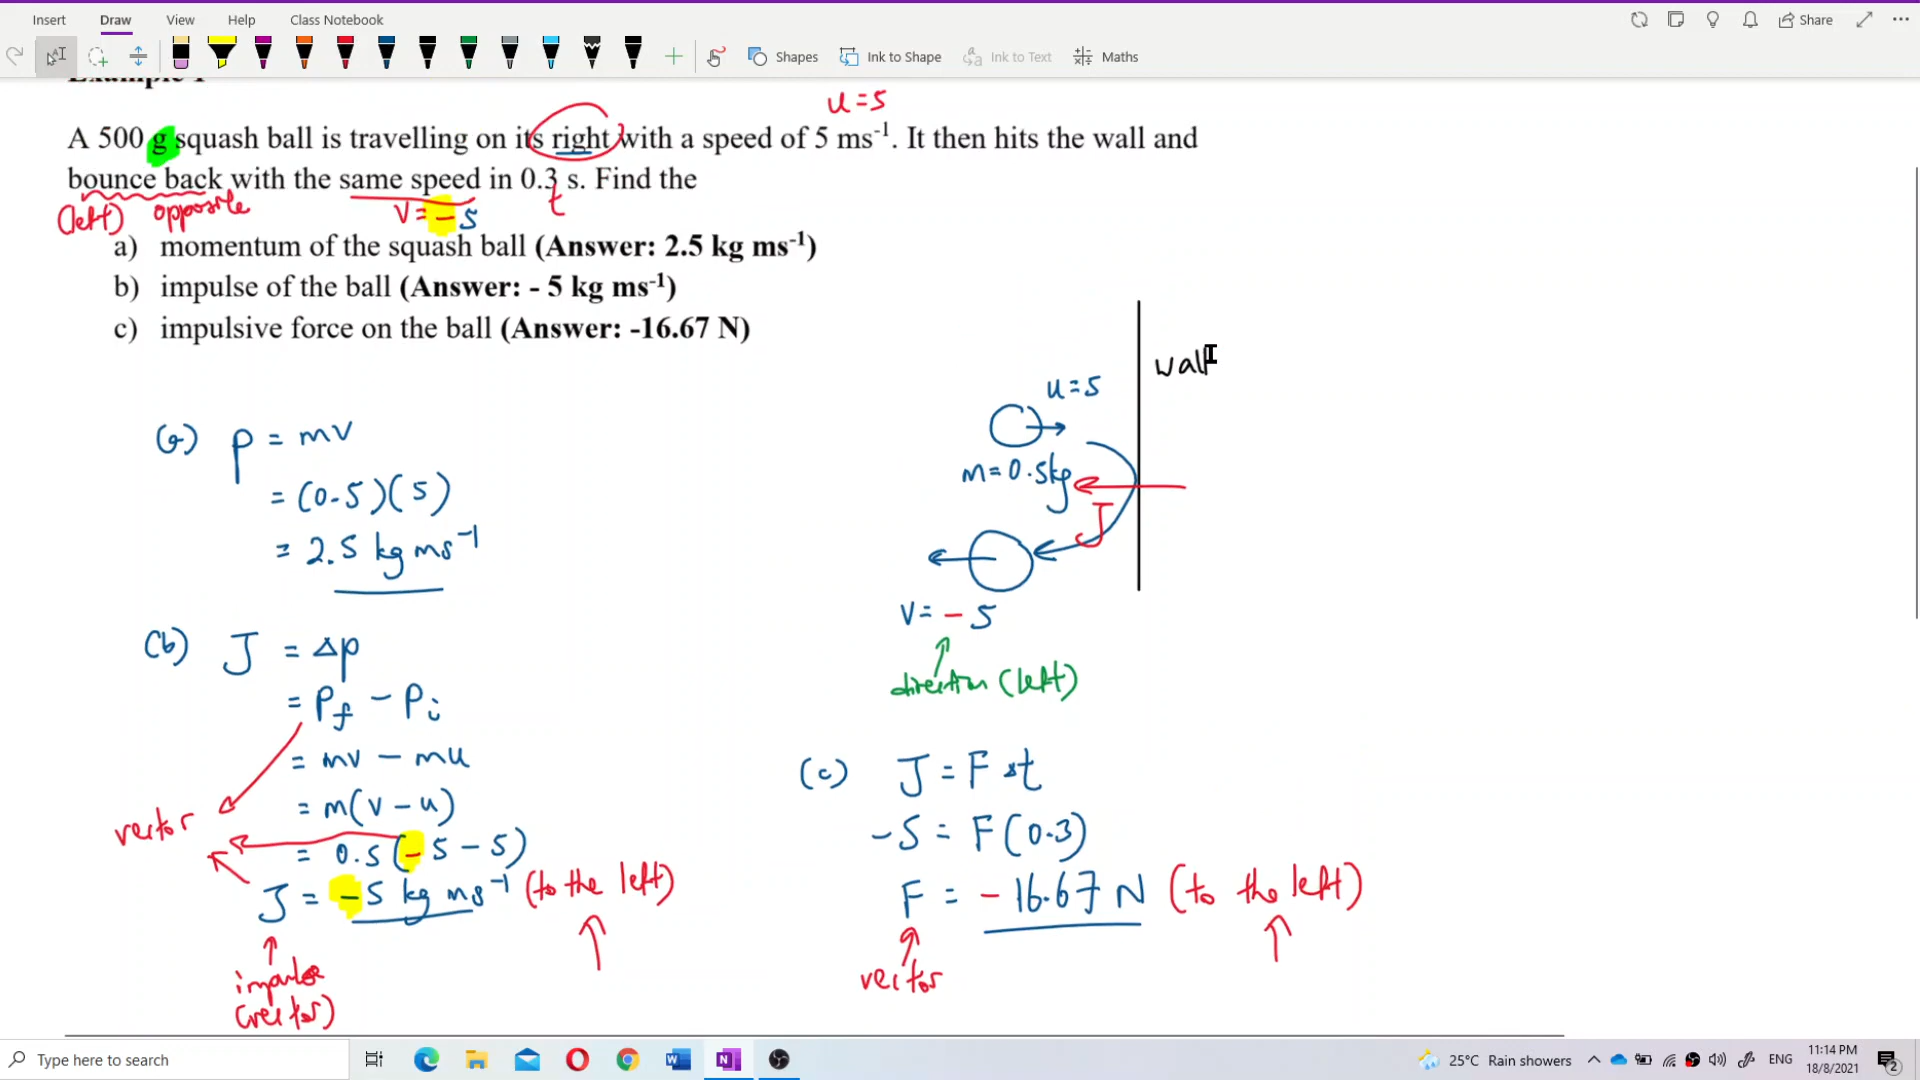 Insert Draw View Help Class Notebook Share
Shapes Ink to Shape Ink to Text Maths
Example 1
u = 5
A 500 g squash ball is travelling on its right with a speed of 5 ms⁻¹. It then hits the wall and
bounce back with the same speed in 0.3 s. Find the
(left) opposite v = - 5 t
a) momentum of the squash ball (Answer: 2.5 kg ms⁻¹)
b) impulse of the ball (Answer: - 5 kg ms⁻¹)
c) impulsive force on the ball (Answer: -16.67 N)
wall
u = 5
m = 0.5kg
J
v = - 5
direction (left)
(a) p = mv
= (0.5)(5)
= 2.5 kg ms⁻¹
(b) J = Δp
= Pf - Pi
= mv - mu
= m(v - u)
vector
= 0.5 (- 5 - 5)
J = -5 kg ms⁻¹ (to the left)
impulse
(vector)
(c) J = F Δt
-5 = F(0.3)
F = - 16.67 N (to the left)
vector
Type here to search
25°C Rain showers
ENG
11:14 PM
18/8/2021
2